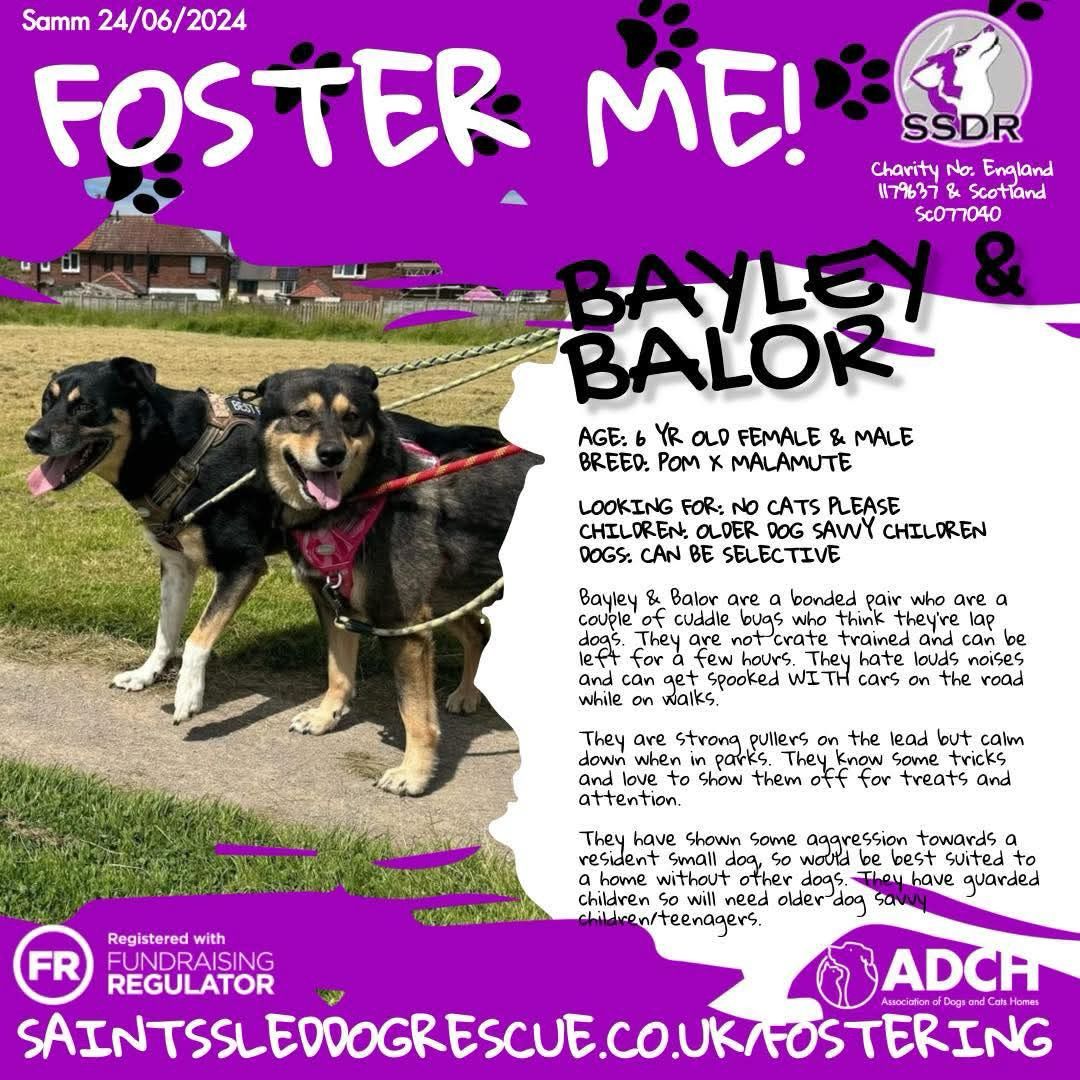 Samm 24/06/2024
FOSTER ME!
SSDR
Charity No: England
1179637 & Scotland
SC077040
BAYLEY &
BALOR
AGE: 6 YR OLD FEMALE & MALE
BREED: POM X MALAMUTE
LOOKING FOR: NO CATS PLEASE
CHILDREN: OLDER DOG SAVVY CHILDREN
DOGS: CAN BE SELECTIVE
Bayley & Balor are a bonded pair who are a
couple of cuddle bugs who think they're lap
dogs. They are not crate trained and can be
left for a few hours. They hate louds noises
and can get spooked WITH cars on the road
while on walks.
They are strong pullers on the lead but calm
down when in parks. They know some tricks
and love to show them off for treats and
attention.
They have shown some aggression towards a
resident small dog, so would be best suited to
a home without other dogs. They have guarded
children so will need older dog savvy
children/teenagers.
FR
Registered with
FUNDRAISING
REGULATOR
ADCH
Association of Dogs and Cats Homes
SAINTSSLEDDOGRESCUE.CO.UK/FOSTERING